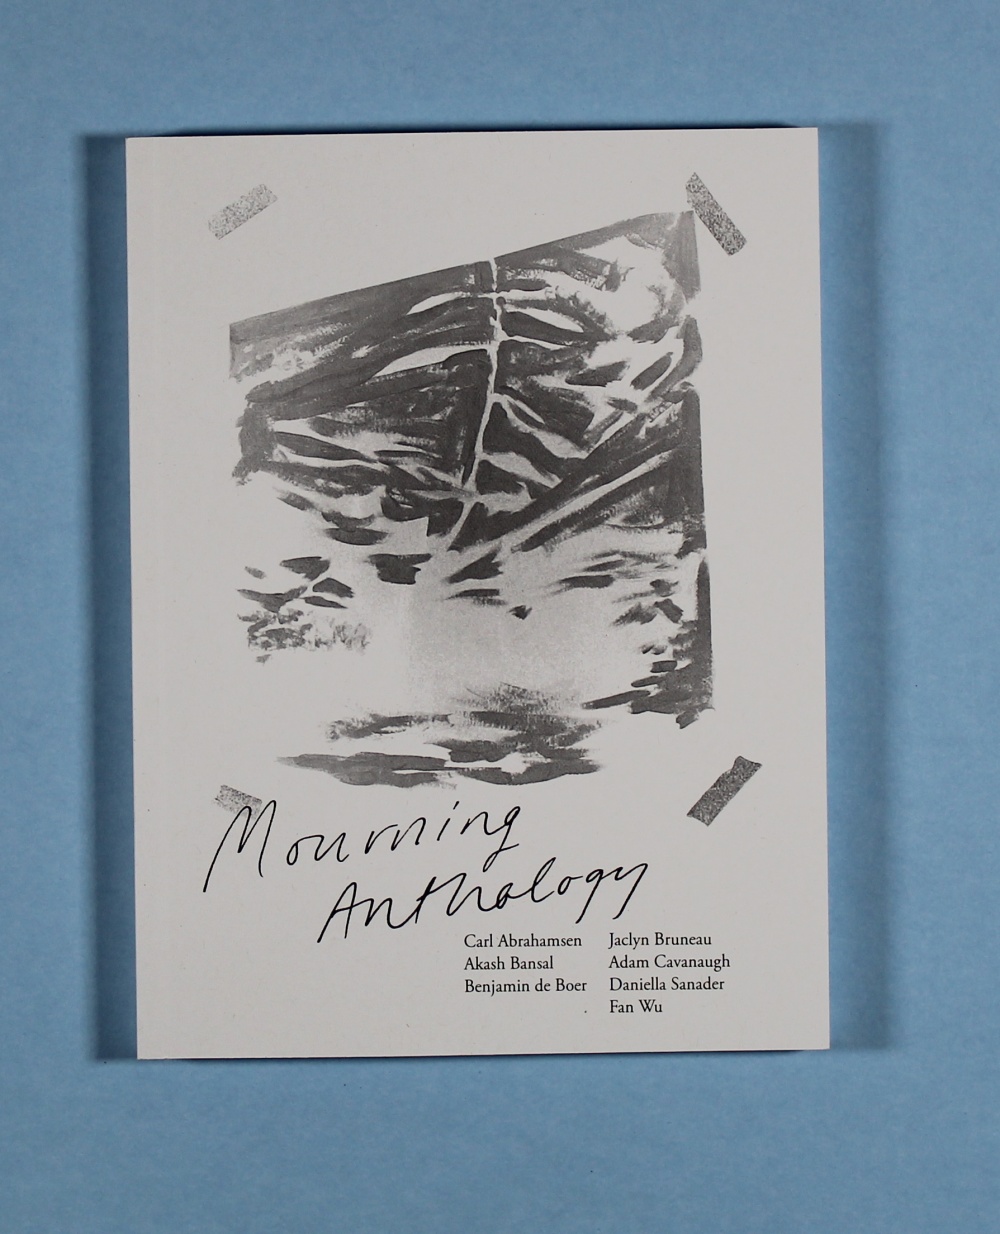 Mourning
Anthology
Carl Abrahamsen
Akash Bansal
Benjamin de Boer
Jaclyn Bruneau
Adam Cavanaugh
Daniella Sanader
Fan Wu